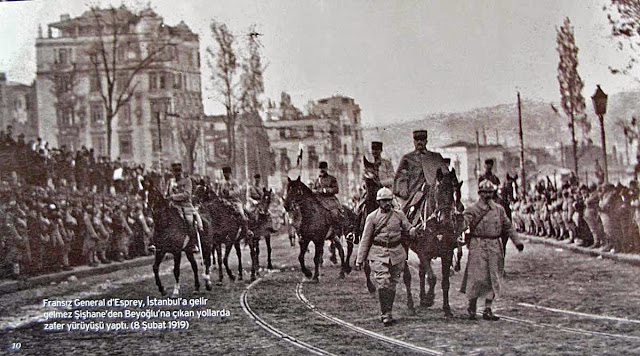 Fransız General d'Esprey, İstanbul'a gelir
gelmez Şişhane'den Beyoğlu'na çıkan yollarda
zafer yürüyüşü yaptı. (8 Şubat 1919)
10